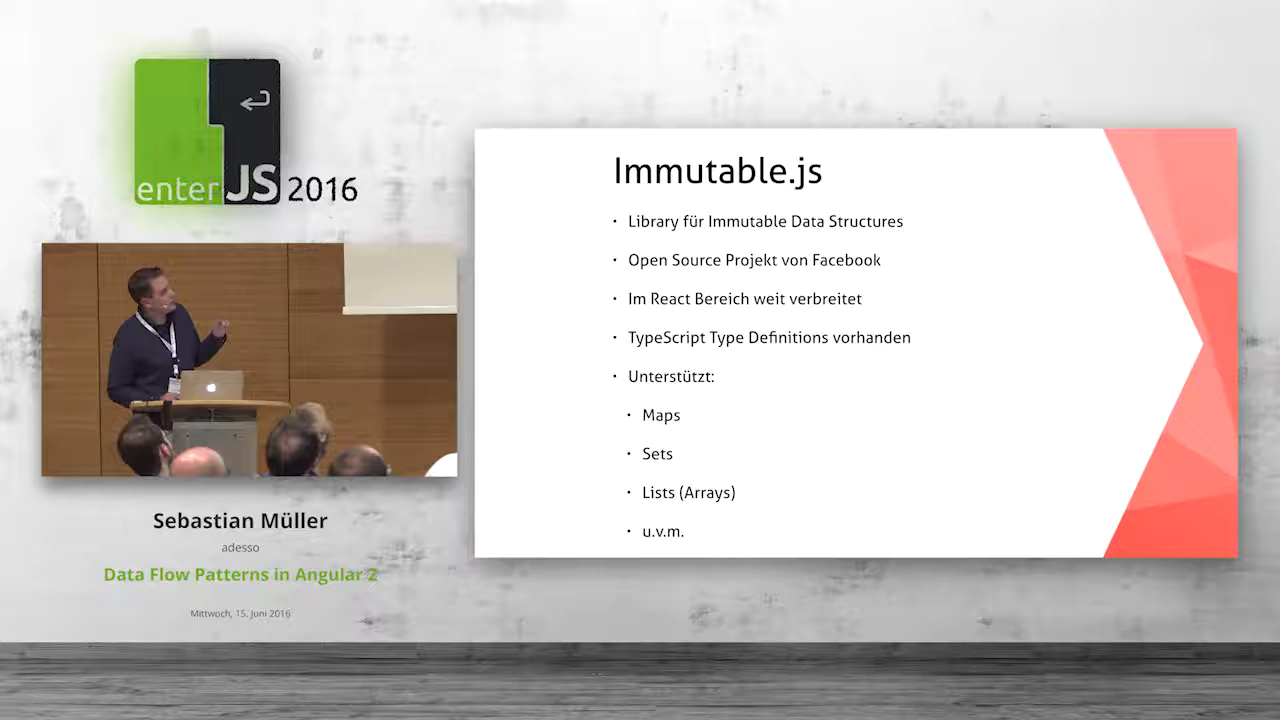 enterJS 2016
Sebastian Müller
adesso
Data Flow Patterns in Angular 2
Mittwoch, 15. Juni 2016
Immutable.js
• Library für Immutable Data Structures
• Open Source Projekt von Facebook
• Im React Bereich weit verbreitet
• TypeScript Type Definitions vorhanden
• Unterstützt:
• Maps
• Sets
• Lists (Arrays)
• u.v.m.